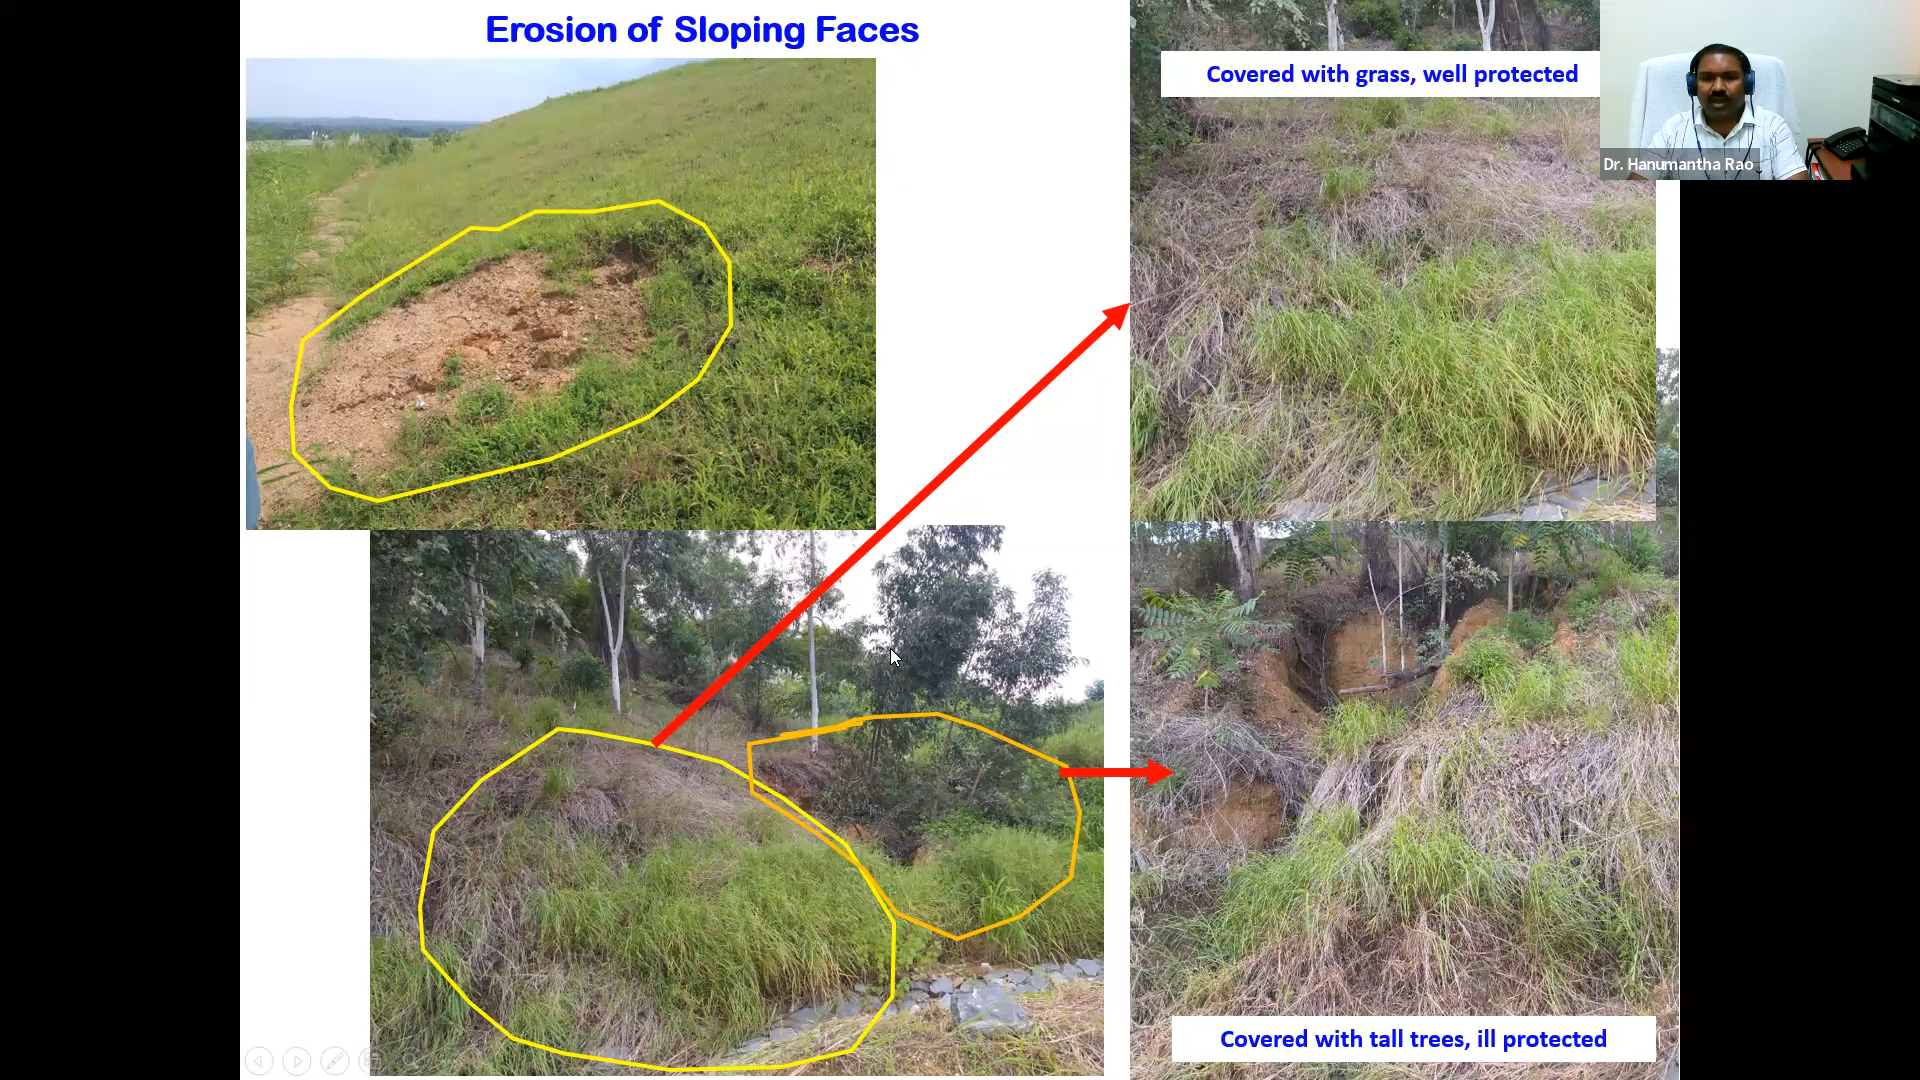 Erosion of Sloping Faces
Covered with grass, well protected
Dr. Hanumantha Rao
Covered with tall trees, ill protected